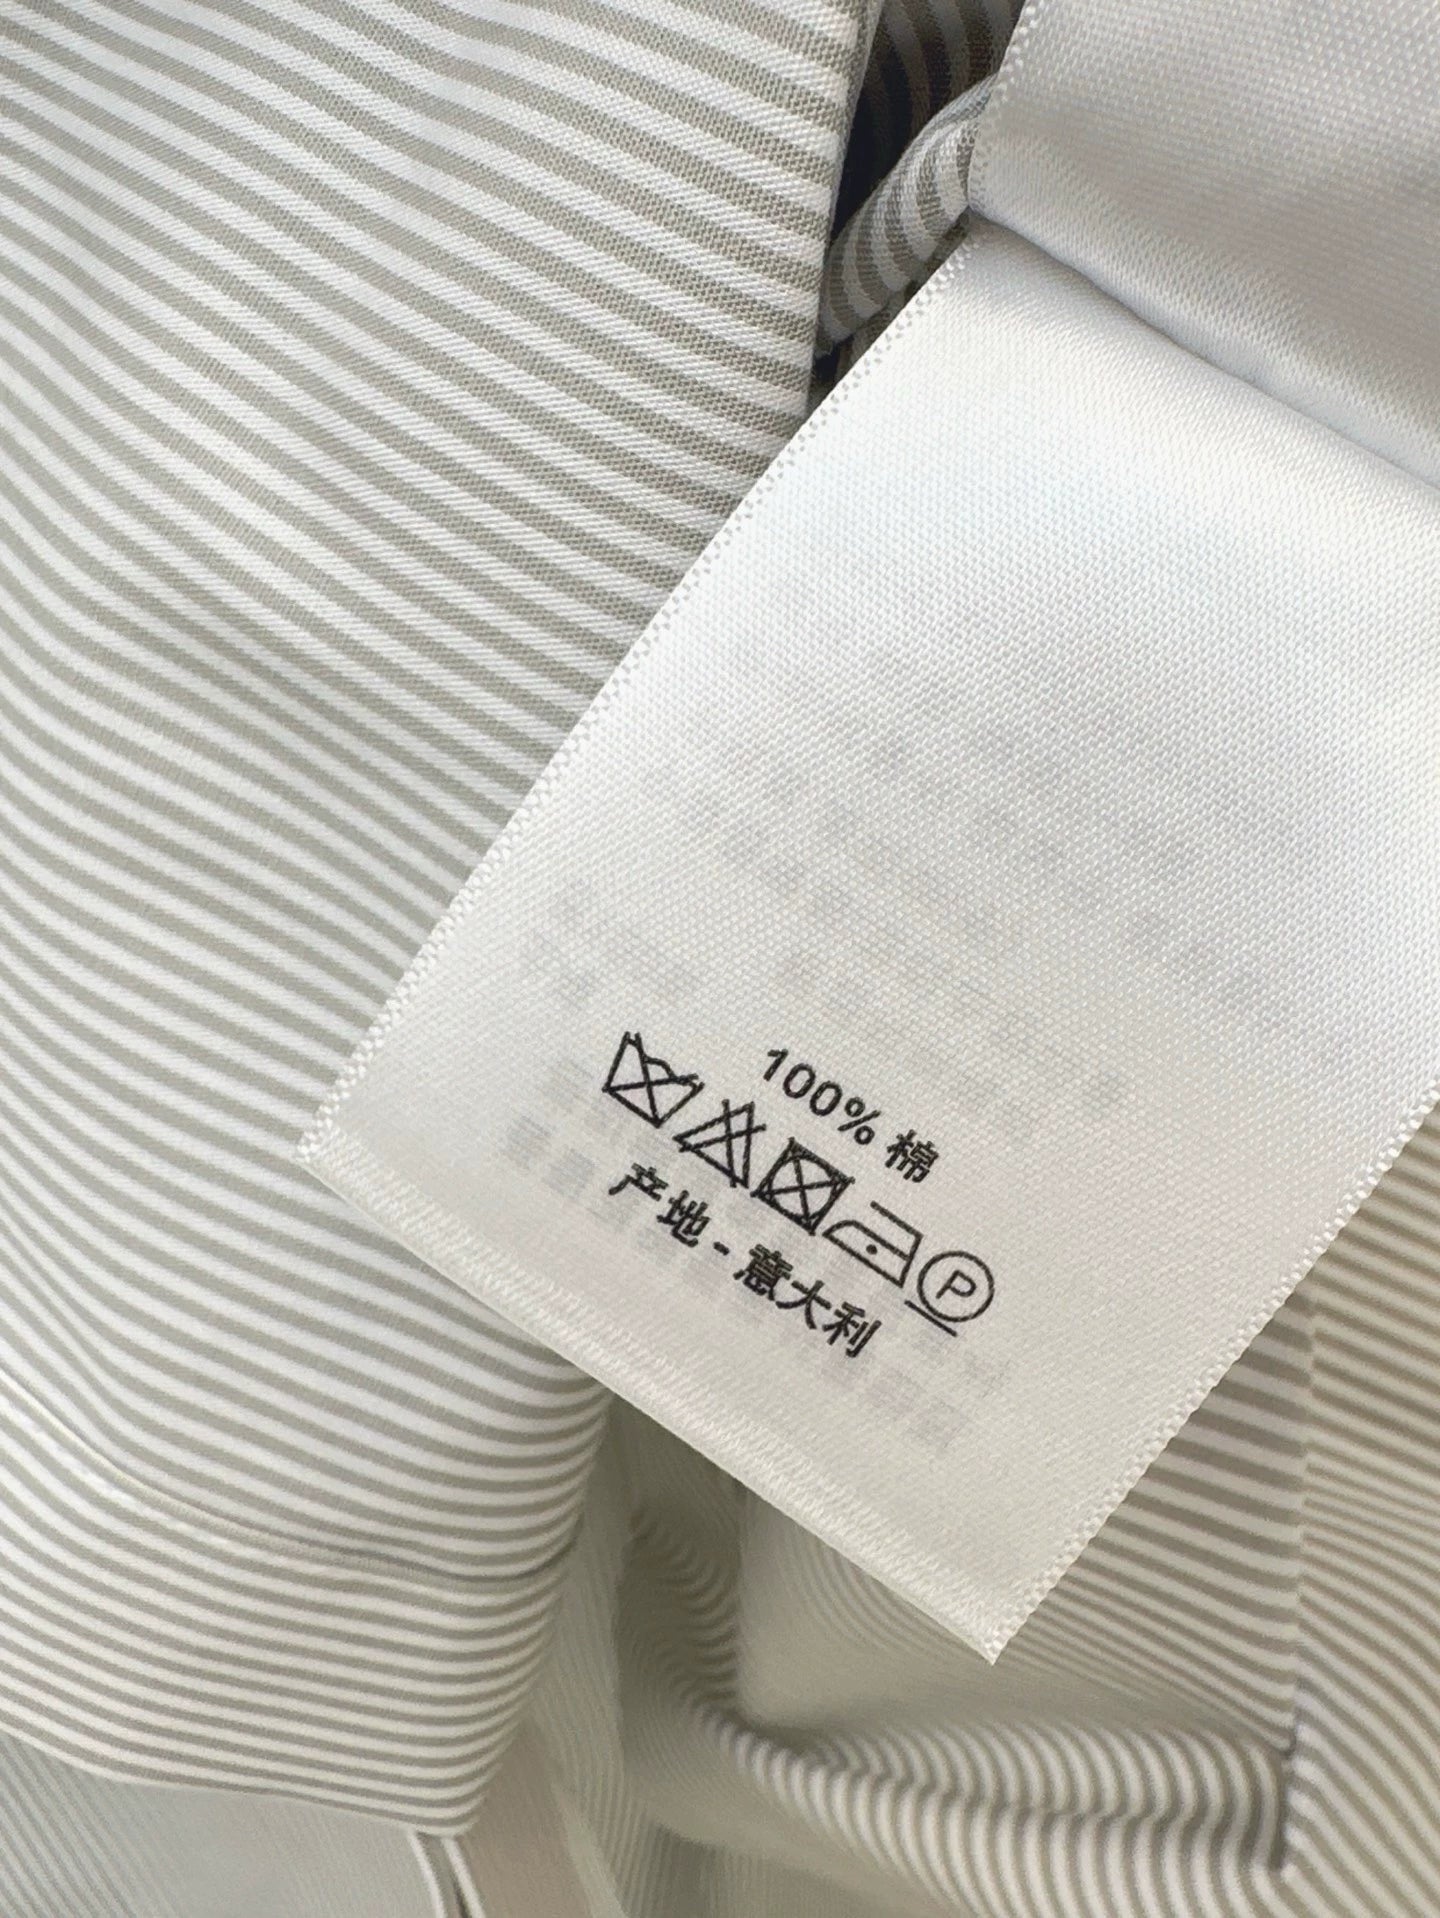 100% 棉
P
产地 - 意大利